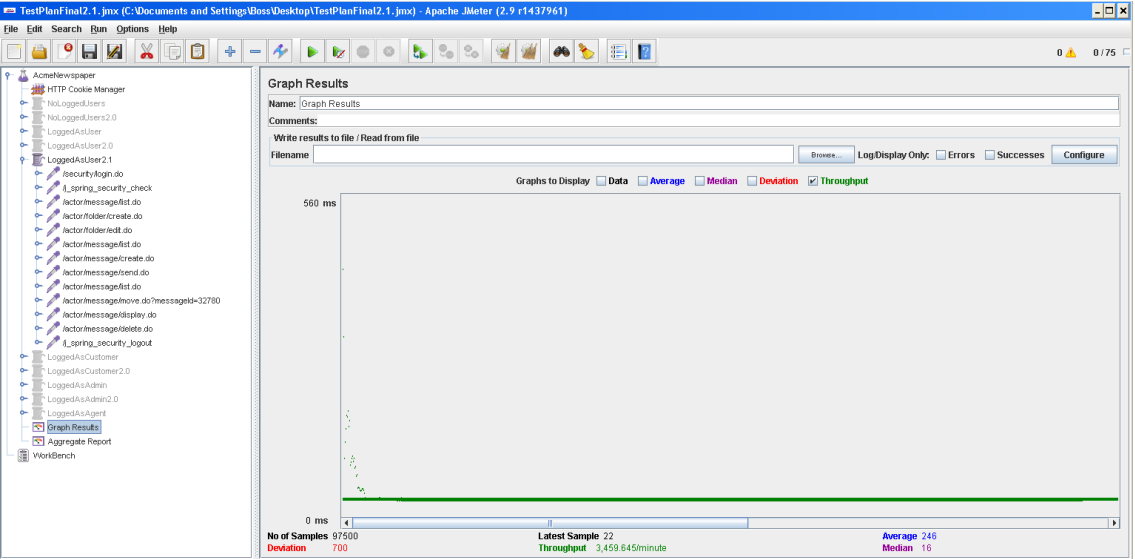 TestPlanFinal2.1.jmx (C:\Documents and Settings\Boss\Desktop\TestPlanFinal2.1.jmx) - Apache JMeter (2.9 r1437961)
File Edit Search Run Options Help
0 0 / 75
AcmeNewspaper
HTTP Cookie Manager
NoLoggedUsers
NoLoggedUsers2.0
LoggedAsUser
LoggedAsUser2.0
LoggedAsUser2.1
/security/login.do
/j_spring_security_check
/actor/message/list.do
/actor/folder/create.do
/actor/folder/edit.do
/actor/message/list.do
/actor/message/create.do
/actor/message/send.do
/actor/message/list.do
/actor/message/move.do?messageId=32780
/actor/message/display.do
/actor/message/delete.do
/j_spring_security_logout
LoggedAsCustomer
LoggedAsCustomer2.0
LoggedAsAdmin
LoggedAsAdmin2.0
LoggedAsAgent
Graph Results
Aggregate Report
WorkBench
Graph Results
Name: Graph Results
Comments:
Write results to file / Read from file
Filename Browse... Log/Display Only: Errors Successes Configure
Graphs to Display Data Average Median Deviation Throughput
560 ms
0 ms
No of Samples 97500 Latest Sample 22 Average 246
Deviation 700 Throughput 3,459.645/minute Median 16